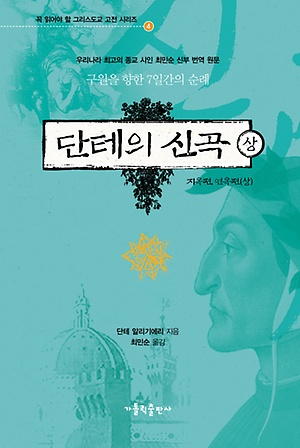 꼭 읽어야 할 그리스도교 고전 시리즈 4
우리나라 최고의 종교 시인 최민순 신부 번역 원문
구원을 향한 7일간의 순례
단테의 신곡 상
지옥편, 연옥편(상)
단테 알리기에리 지음
최민순 옮김
가톨릭출판사